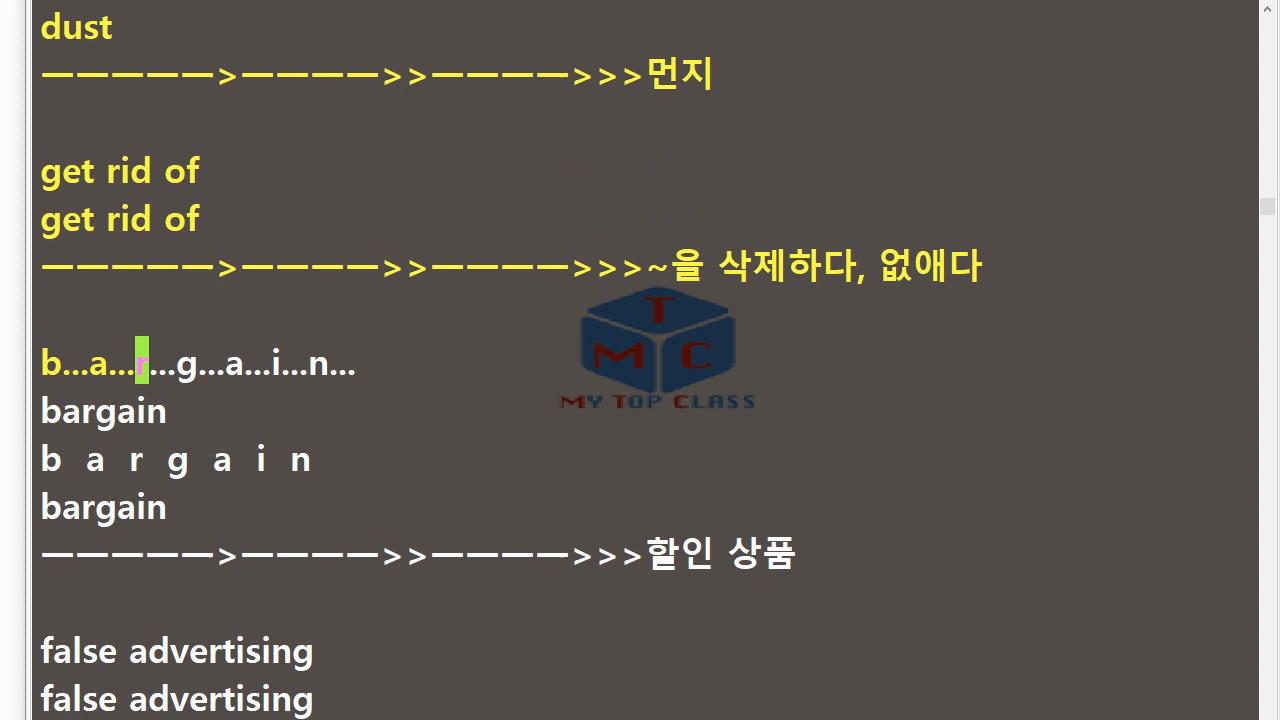 dust
—————>————>>————>>>먼지
get rid of
get rid of
—————>————>>————>>>~을 삭제하다, 없애다
b...a...r...g...a...i...n...
bargain
b a r g a i n
bargain
—————>————>>————>>>할인 상품
false advertising
false advertising
T
M C
MY TOP CLASS